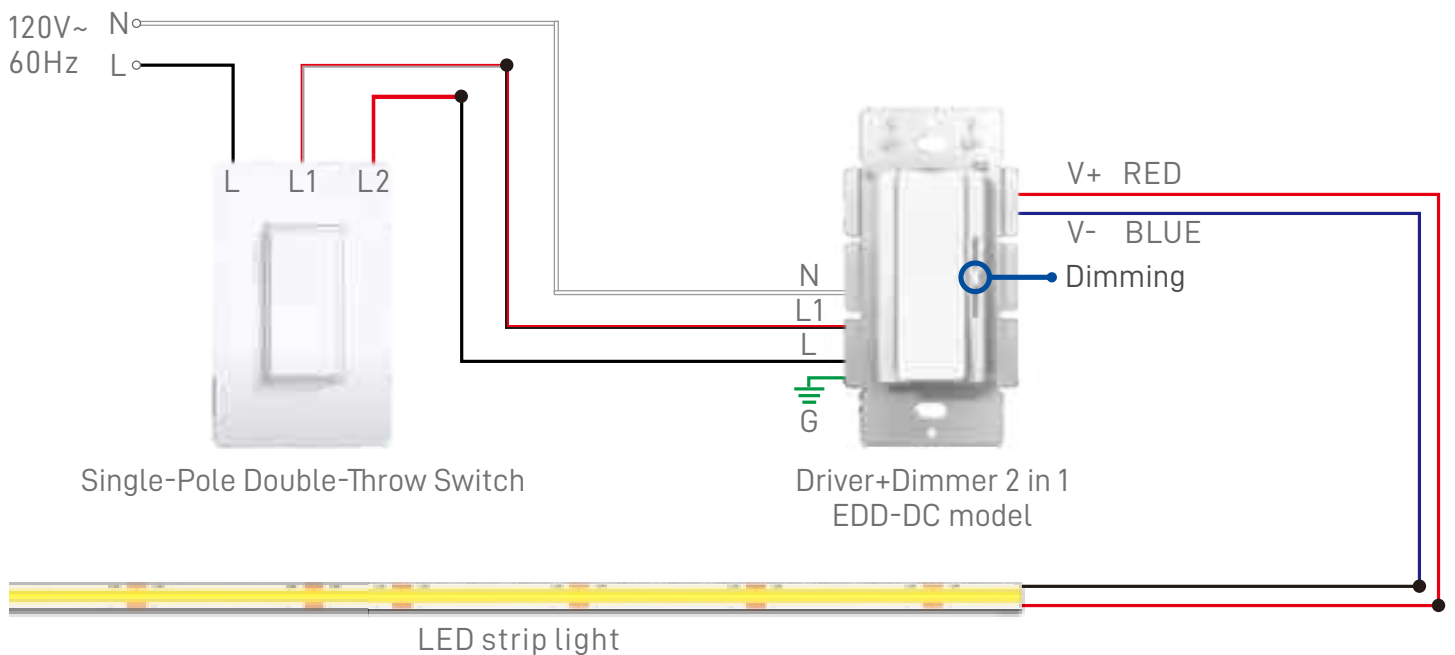 120V~ N
60Hz L
L L1 L2
V+ RED
V- BLUE
Dimming
N
L1
L
G
Single-Pole Double-Throw Switch
Driver+Dimmer 2 in 1
EDD-DC model
LED strip light